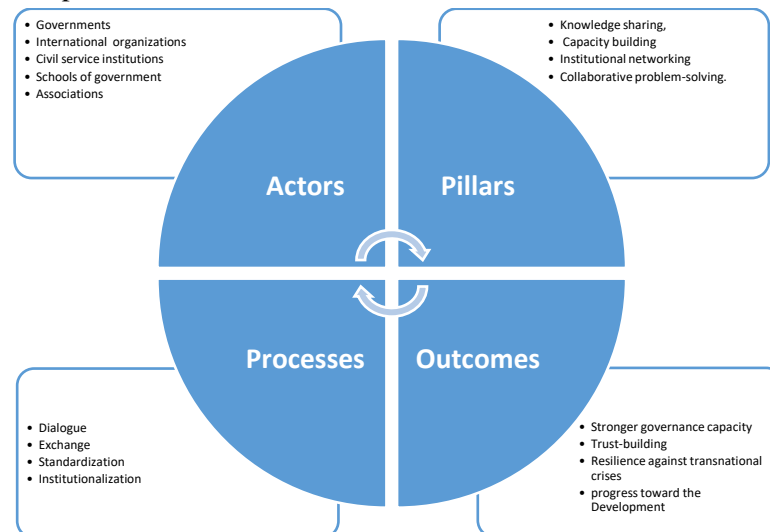 • Governments
• International organizations
• Civil service institutions
• Schools of government
• Associations
• Knowledge sharing,
• Capacity building
• Institutional networking
• Collaborative problem-solving.
Actors
Pillars
Processes
Outcomes
• Dialogue
• Exchange
• Standardization
• Institutionalization
• Stronger governance capacity
• Trust-building
• Resilience against transnational
crises
• progress toward the
Development